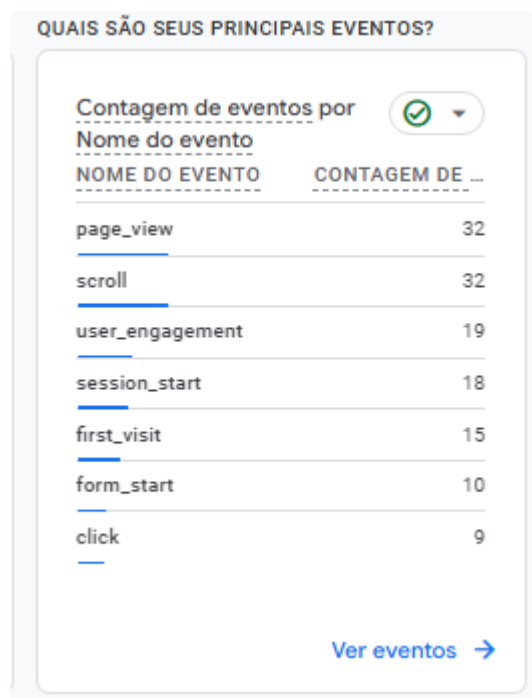 QUAIS SÃO SEUS PRINCIPAIS EVENTOS?
Contagem de eventos por
Nome do evento
NOME DO EVENTO CONTAGEM DE ...
page_view 32
scroll 32
user_engagement 19
session_start 18
first_visit 15
form_start 10
click 9
Ver eventos